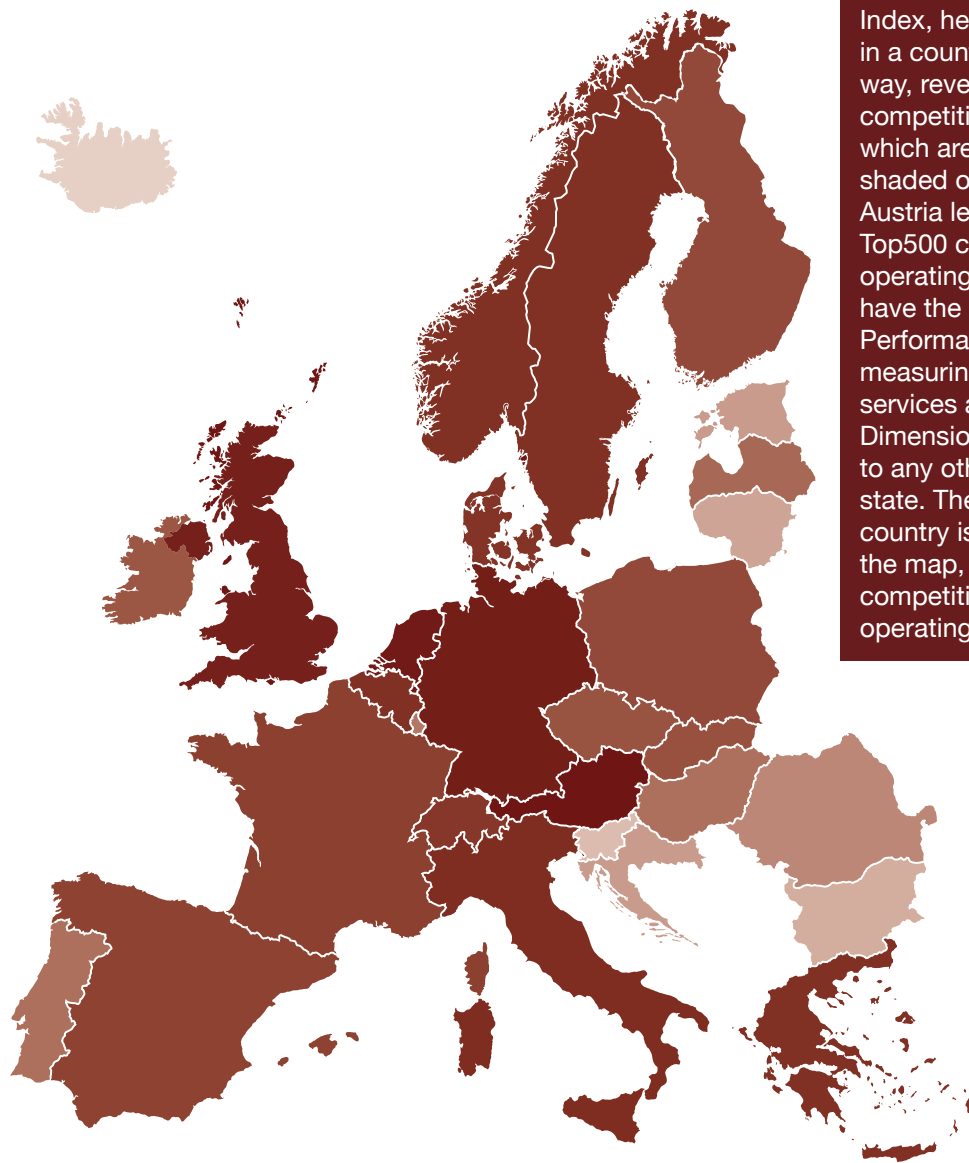 Index, he
in a coun
way, reve
competiti
which are
shaded o
Austria le
Top500 c
operating
have the
Performa
measurin
services a
Dimensio
to any oth
state. The
country is
the map,
competiti
operating